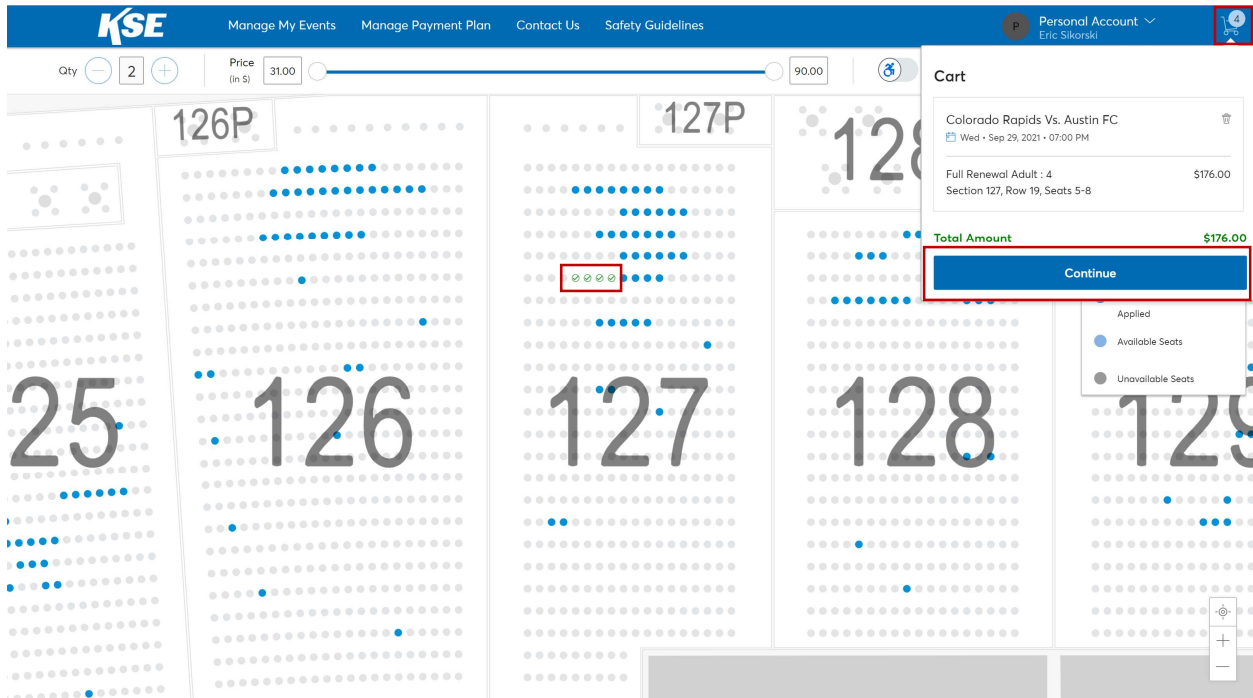 KSE
Manage My Events Manage Payment Plan Contact Us Safety Guidelines
P
Personal Account
Eric Sikorski
4
Qty 2
Price
(in $)
31.00
90.00
Cart
Colorado Rapids Vs. Austin FC
Wed • Sep 29, 2021 • 07:00 PM
Full Renewal Adult : 4 $176.00
Section 127, Row 19, Seats 5-8
Total Amount $176.00
Continue
Applied
Available Seats
Unavailable Seats
126P
127P
128
25
126
127
128
129